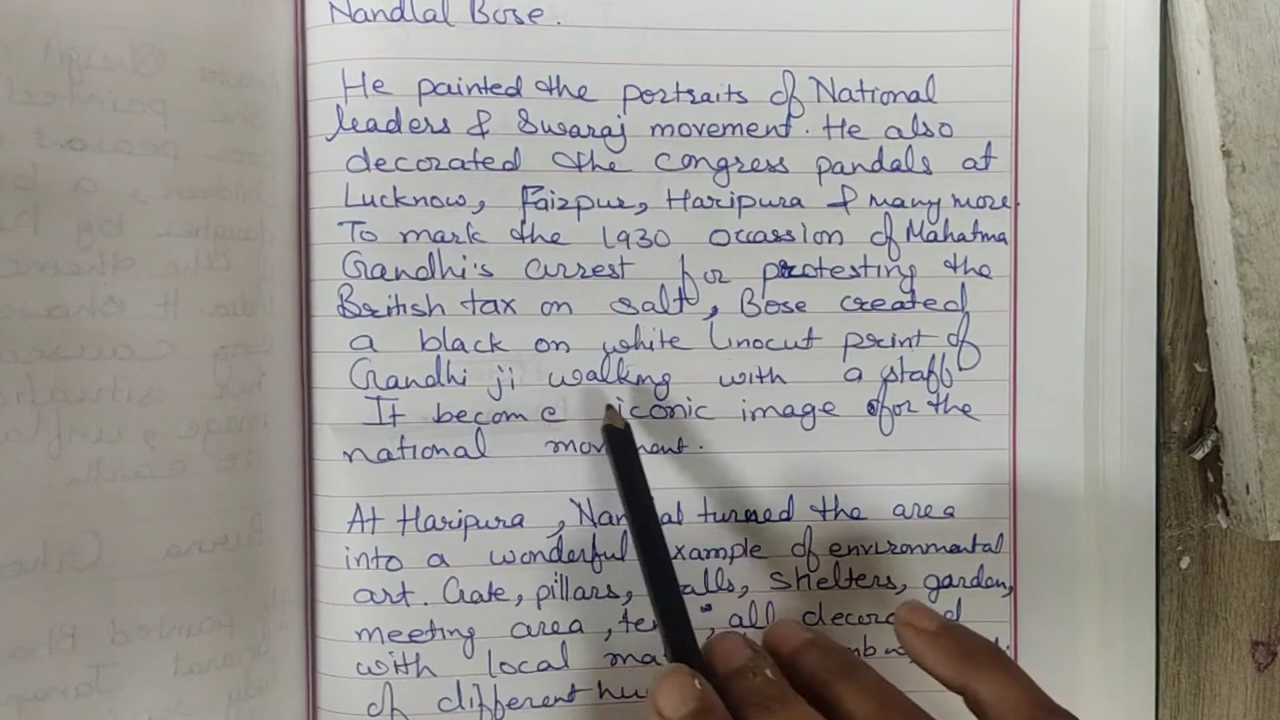 Nandlal Bose.
He painted the portraits of National
leaders & Swaraj movement. He also
decorated the congress pandals at
Lucknow, Faizpur, Haripura & many more.
To mark the 1930 occassion of Mahatma
Gandhi's arrest for protesting the
British tax on salt, Bose created
a black on white linocut print of
Gandhi ji walking with a staff
It become iconic image for the
national movement.
At Haripura, Nandlal turned the area
into a wonderful example of environmental
art. Gate, pillars, walls, shelters, garden,
meeting area, all decorated
with local
of different